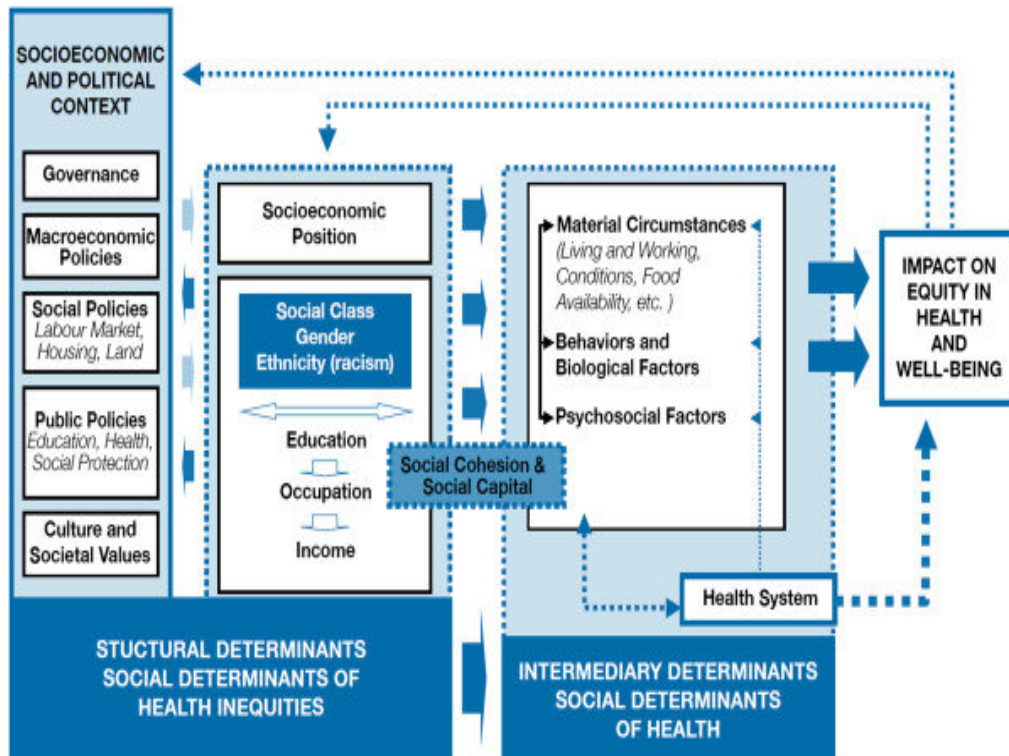 SOCIOECONOMIC
AND POLITICAL
CONTEXT
Governance
Macroeconomic
Policies
Social Policies
Labour Market,
Housing, Land
Public Policies
Education, Health,
Social Protection
Culture and
Societal Values
Socioeconomic
Position
Social Class
Gender
Ethnicity (racism)
Education
Occupation
Income
Social Cohesion &
Social Capital
Material Circumstances
(Living and Working,
Conditions, Food
Availability, etc. )
Behaviors and
Biological Factors
Psychosocial Factors
Health System
IMPACT ON
EQUITY IN
HEALTH
AND
WELL-BEING
STUCTURAL DETERMINANTS
SOCIAL DETERMINANTS OF
HEALTH INEQUITIES
INTERMEDIARY DETERMINANTS
SOCIAL DETERMINANTS
OF HEALTH